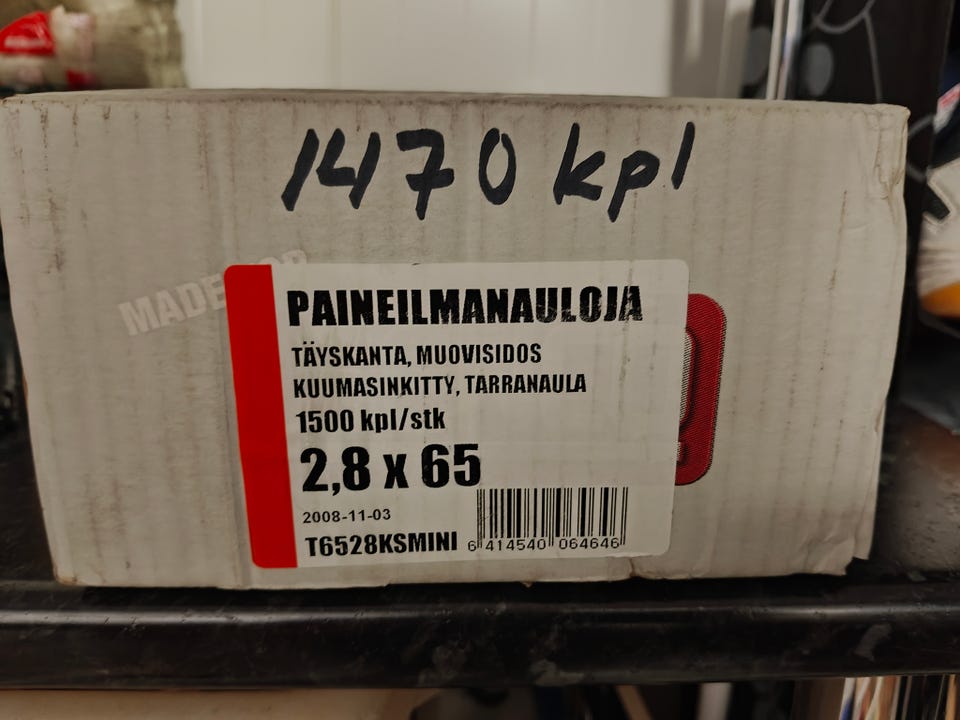 1470 kpl
PAINEILMANAULOJA
TÄYSKANTA, MUOVISIDOS
KUUMASINKITTY, TARRANAULA
1500 kpl/stk
2,8 x 65
2008-11-03
T6528KSMINI
6 414540 064646